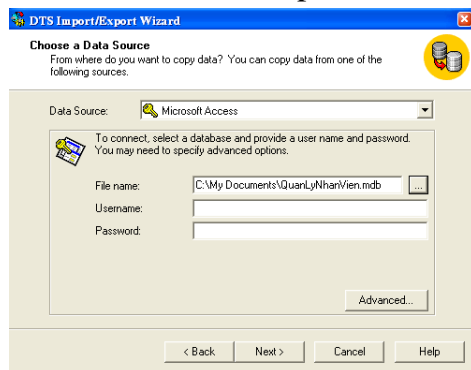 DTS Import/Export Wizard
Choose a Data Source
From where do you want to copy data? You can copy data from one of the
following sources.
Data Source: Microsoft Access
To connect, select a database and provide a user name and password.
You may need to specify advanced options.
File name: C:\My Documents\QuanLyNhanVien.mdb ...
Username:
Password:
Advanced...
< Back Next > Cancel Help